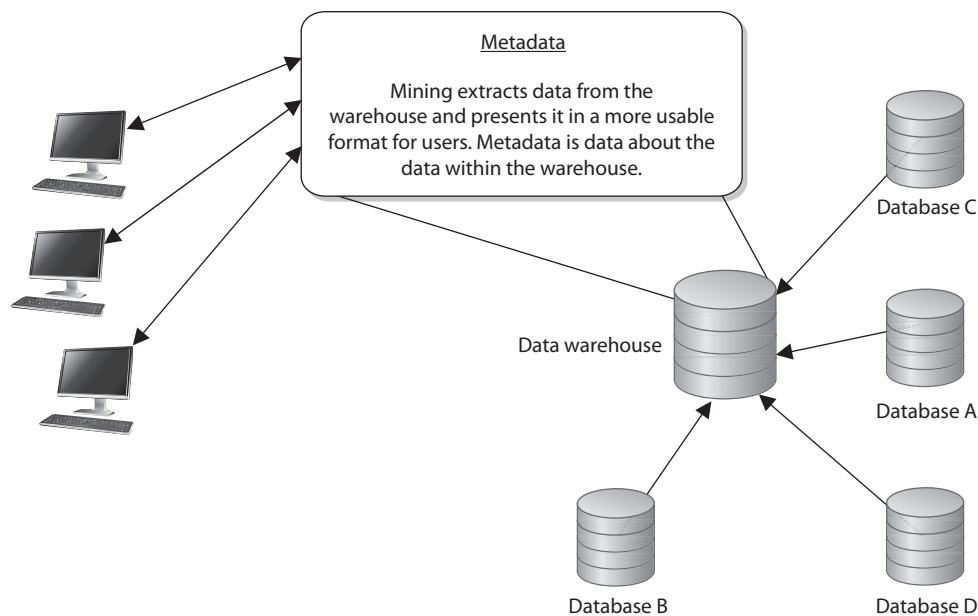 Metadata
Mining extracts data from the
warehouse and presents it in a more usable
format for users. Metadata is data about the
data within the warehouse.
Database C
Data warehouse
Database A
Database B
Database D